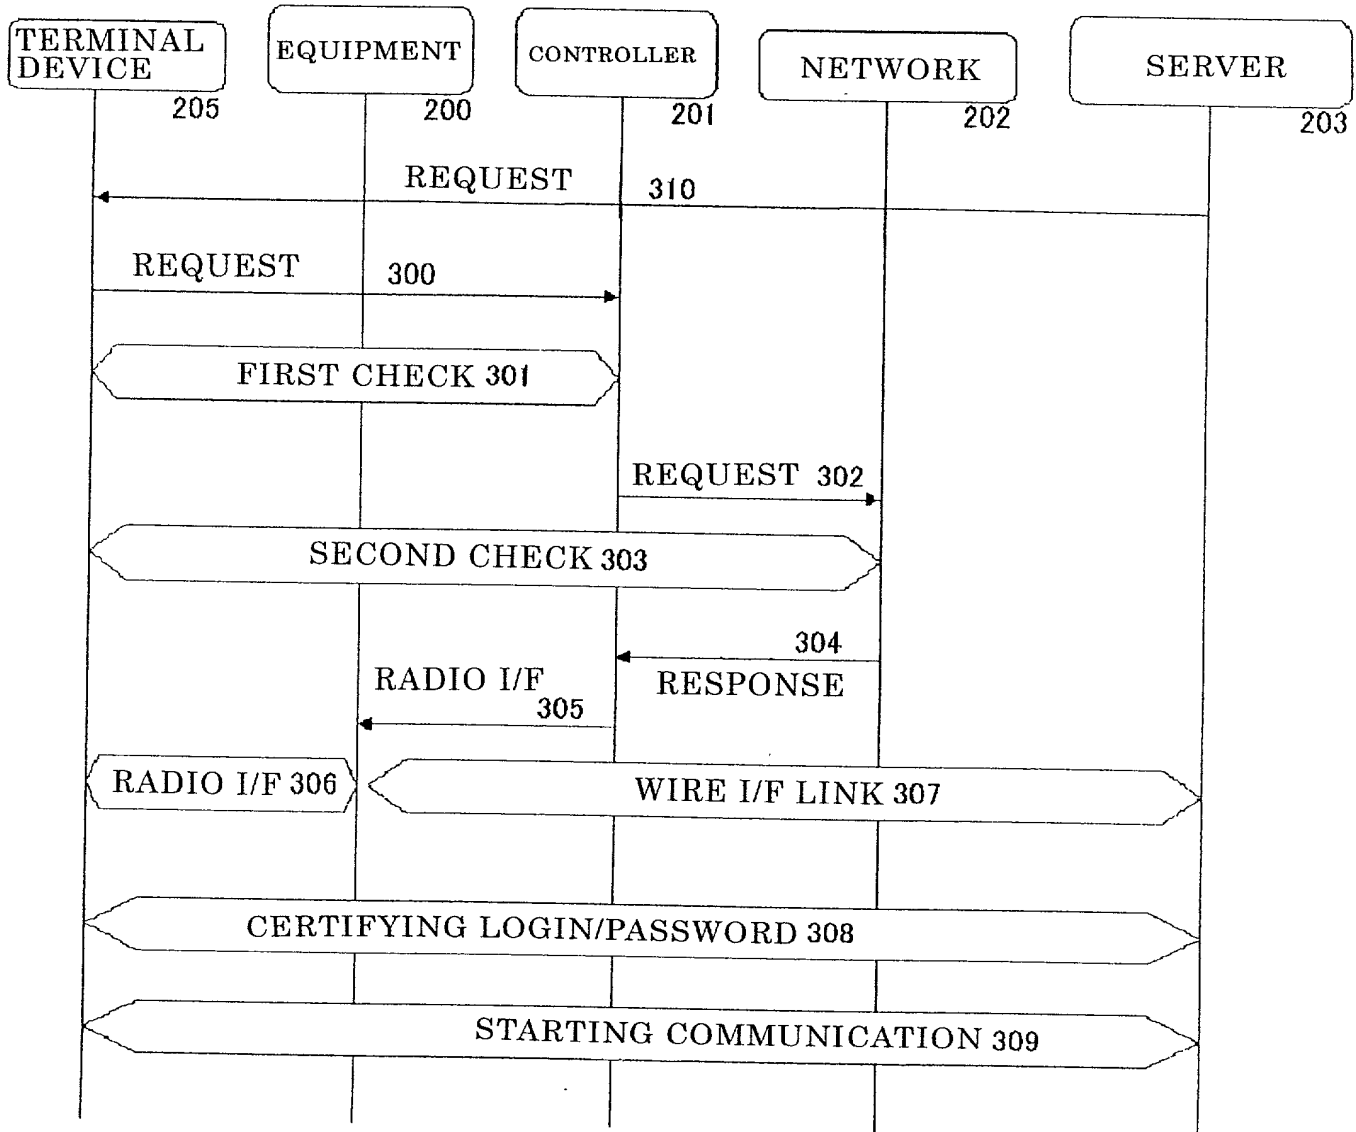 TERMINAL
DEVICE
EQUIPMENT
CONTROLLER
NETWORK
SERVER
205
200
201
202
203
REQUEST 310
REQUEST 300
FIRST CHECK 301
REQUEST 302
SECOND CHECK 303
304
RESPONSE
RADIO I/F
305
RADIO I/F 306
WIRE I/F LINK 307
CERTIFYING LOGIN/PASSWORD 308
STARTING COMMUNICATION 309